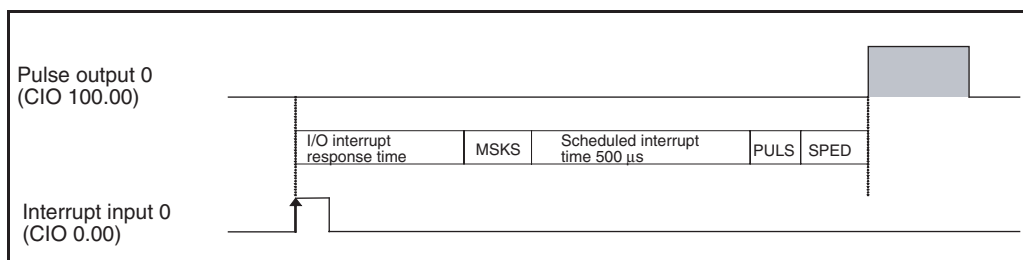 Pulse output 0
(CIO 100.00)
I/O interrupt
response time
MSKS
Scheduled interrupt
time 500 μs
PULS
SPED
Interrupt input 0
(CIO 0.00)